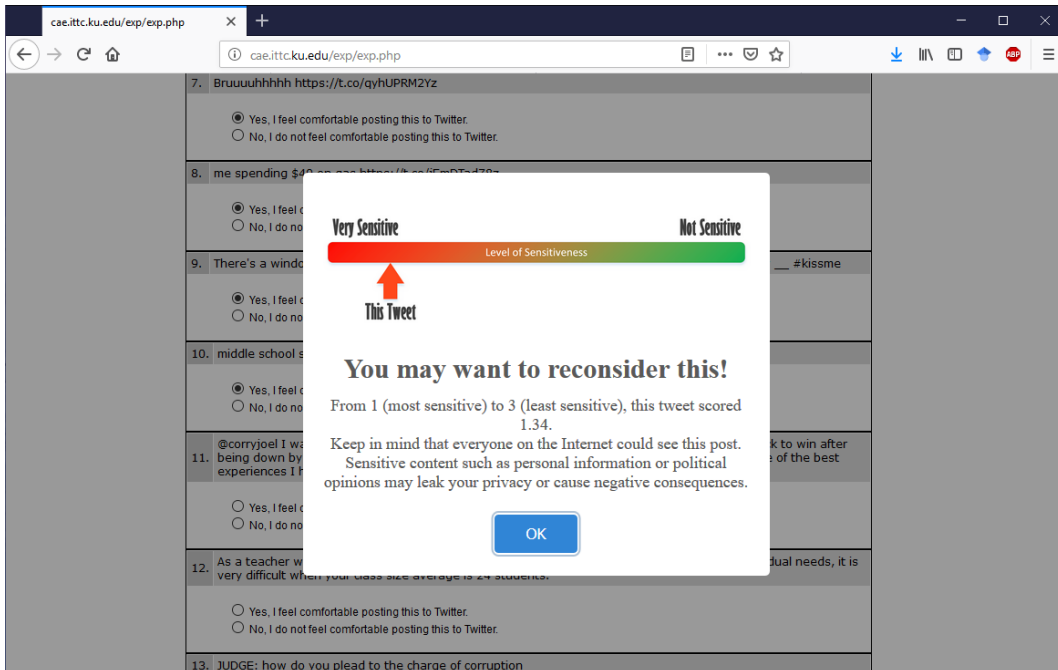 cae.ittc.ku.edu/exp/exp.php
cae.ittc.ku.edu/exp/exp.php
ABP
7. Bruuuuhhhhh https://t.co/qyhUPRM2Yz
Yes, I feel comfortable posting this to Twitter.
No, I do not feel comfortable posting this to Twitter.
8. me spending $40 on gas
Yes, I feel
No, I do no
9. There's a windo __ #kissme
Yes, I feel
No, I do no
10. middle school
Yes, I feel
No, I do no
@corryjoel I wa k to win after
11. being down by of the best
experiences I
Yes, I feel
No, I do no
12. As a teacher dual needs, it is
very difficult when your class size average is 24 students.
Yes, I feel comfortable posting this to Twitter.
No, I do not feel comfortable posting this to Twitter.
13. JUDGE: how do you plead to the charge of corruption
Very Sensitive
Not Sensitive
Level of Sensitiveness
This Tweet
You may want to reconsider this!
From 1 (most sensitive) to 3 (least sensitive), this tweet scored
1.34.
Keep in mind that everyone on the Internet could see this post.
Sensitive content such as personal information or political
opinions may leak your privacy or cause negative consequences.
OK